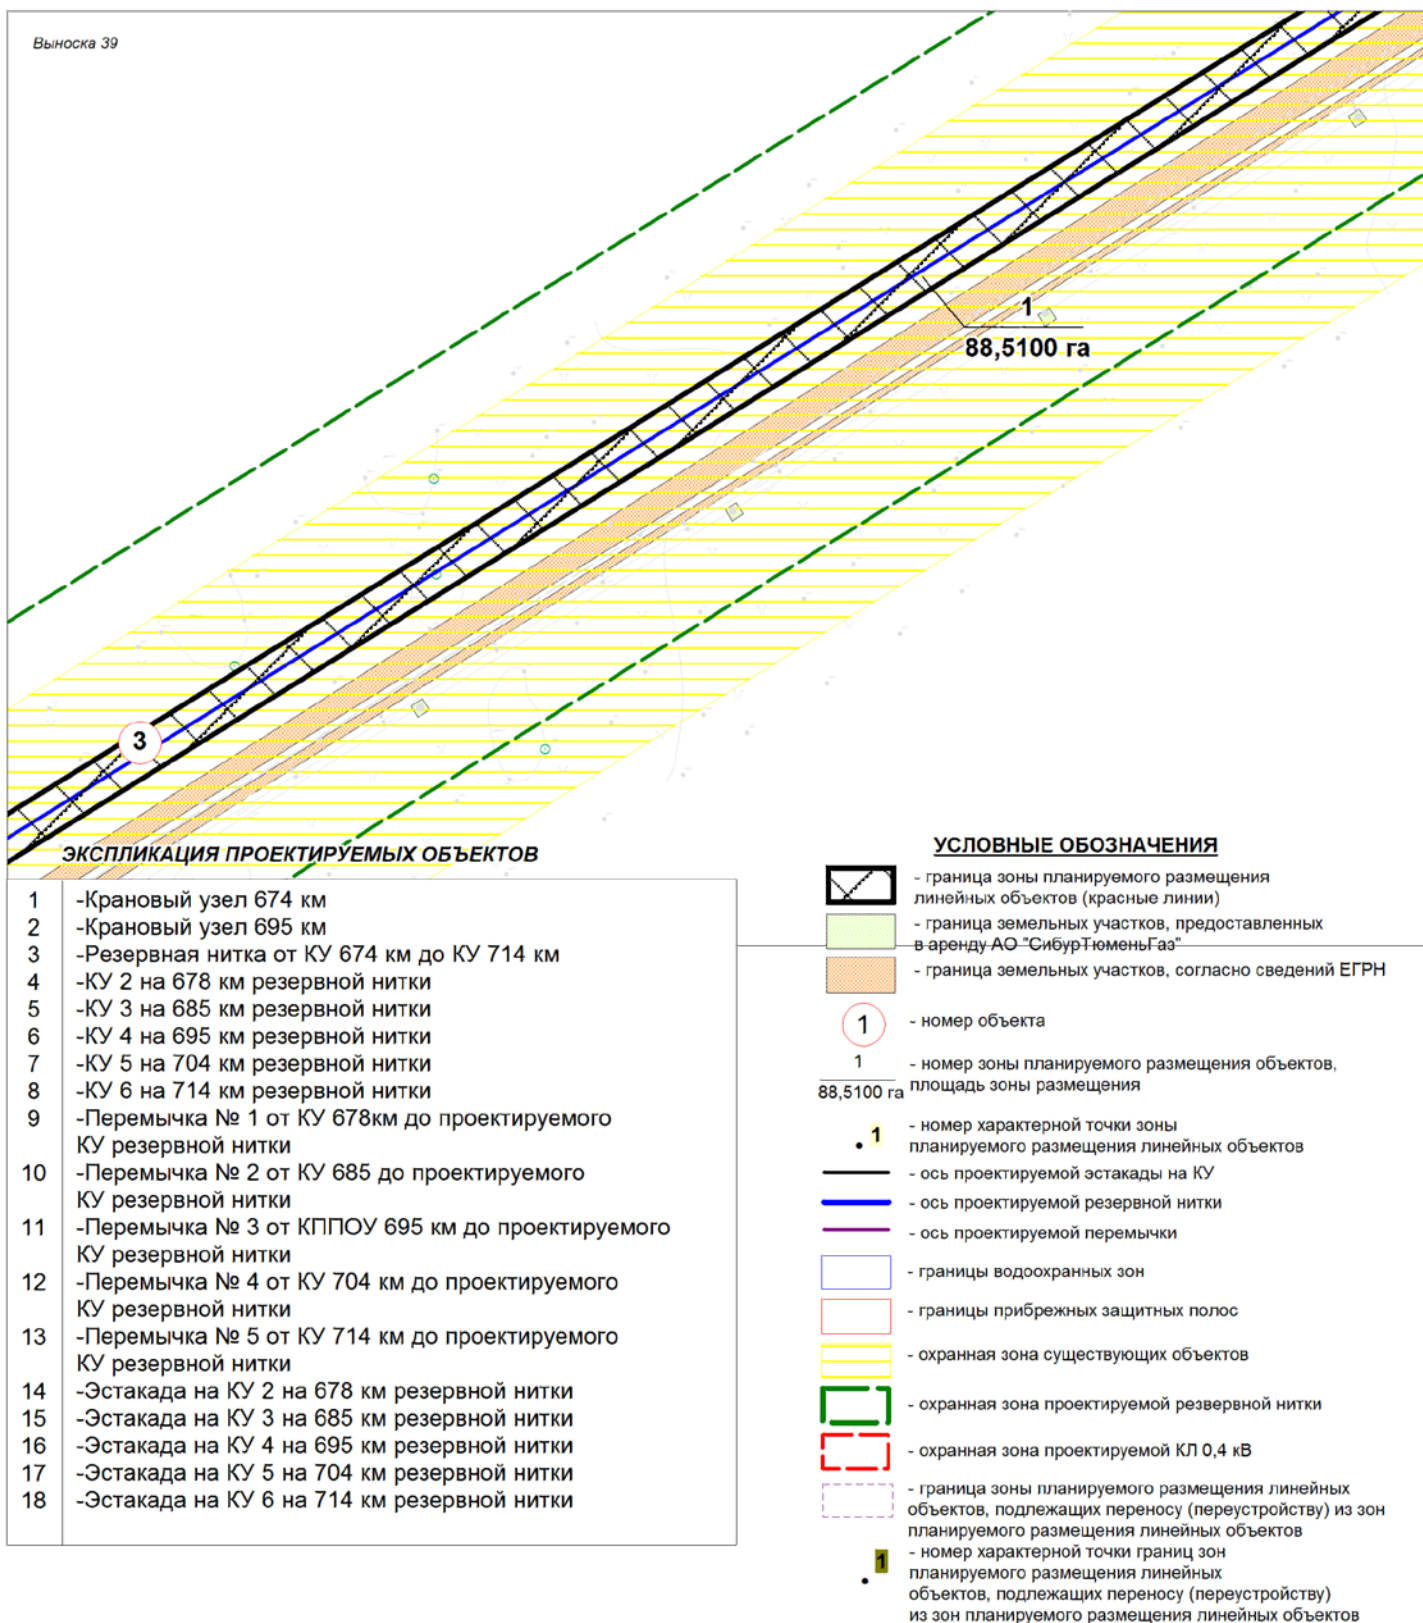 Выноска 39
1
88,5100 га
3
ЭКСПЛИКАЦИЯ ПРОЕКТИРУЕМЫХ ОБЪЕКТОВ
1 -Крановый узел 674 км
2 -Крановый узел 695 км
3 -Резервная нитка от КУ 674 км до КУ 714 км
4 -КУ 2 на 678 км резервной нитки
5 -КУ 3 на 685 км резервной нитки
6 -КУ 4 на 695 км резервной нитки
7 -КУ 5 на 704 км резервной нитки
8 -КУ 6 на 714 км резервной нитки
9 -Перемычка № 1 от КУ 678км до проектируемого
КУ резервной нитки
10 -Перемычка № 2 от КУ 685 до проектируемого
КУ резервной нитки
11 -Перемычка № 3 от КППОУ 695 км до проектируемого
КУ резервной нитки
12 -Перемычка № 4 от КУ 704 км до проектируемого
КУ резервной нитки
13 -Перемычка № 5 от КУ 714 км до проектируемого
КУ резервной нитки
14 -Эстакада на КУ 2 на 678 км резервной нитки
15 -Эстакада на КУ 3 на 685 км резервной нитки
16 -Эстакада на КУ 4 на 695 км резервной нитки
17 -Эстакада на КУ 5 на 704 км резервной нитки
18 -Эстакада на КУ 6 на 714 км резервной нитки
УСЛОВНЫЕ ОБОЗНАЧЕНИЯ
- граница зоны планируемого размещения
линейных объектов (красные линии)
- граница земельных участков, предоставленных
в аренду АО "СибурТюменьГаз"
- граница земельных участков, согласно сведений ЕГРН
1 - номер объекта
1 - номер зоны планируемого размещения объектов,
88,5100 га площадь зоны размещения
1 - номер характерной точки зоны
планируемого размещения линейных объектов
- ось проектируемой эстакады на КУ
- ось проектируемой резервной нитки
- ось проектируемой перемычки
- границы водоохранных зон
- границы прибрежных защитных полос
- охранная зона существующих объектов
- охранная зона проектируемой резвервной нитки
- охранная зона проектируемой КЛ 0,4 кВ
- граница зоны планируемого размещения линейных
объектов, подлежащих переносу (переустройству) из зон
планируемого размещения линейных объектов
1 - номер характерной точки границ зон
планируемого размещения линейных
объектов, подлежащих переносу (переустройству)
из зон планируемого размещения линейных объектов